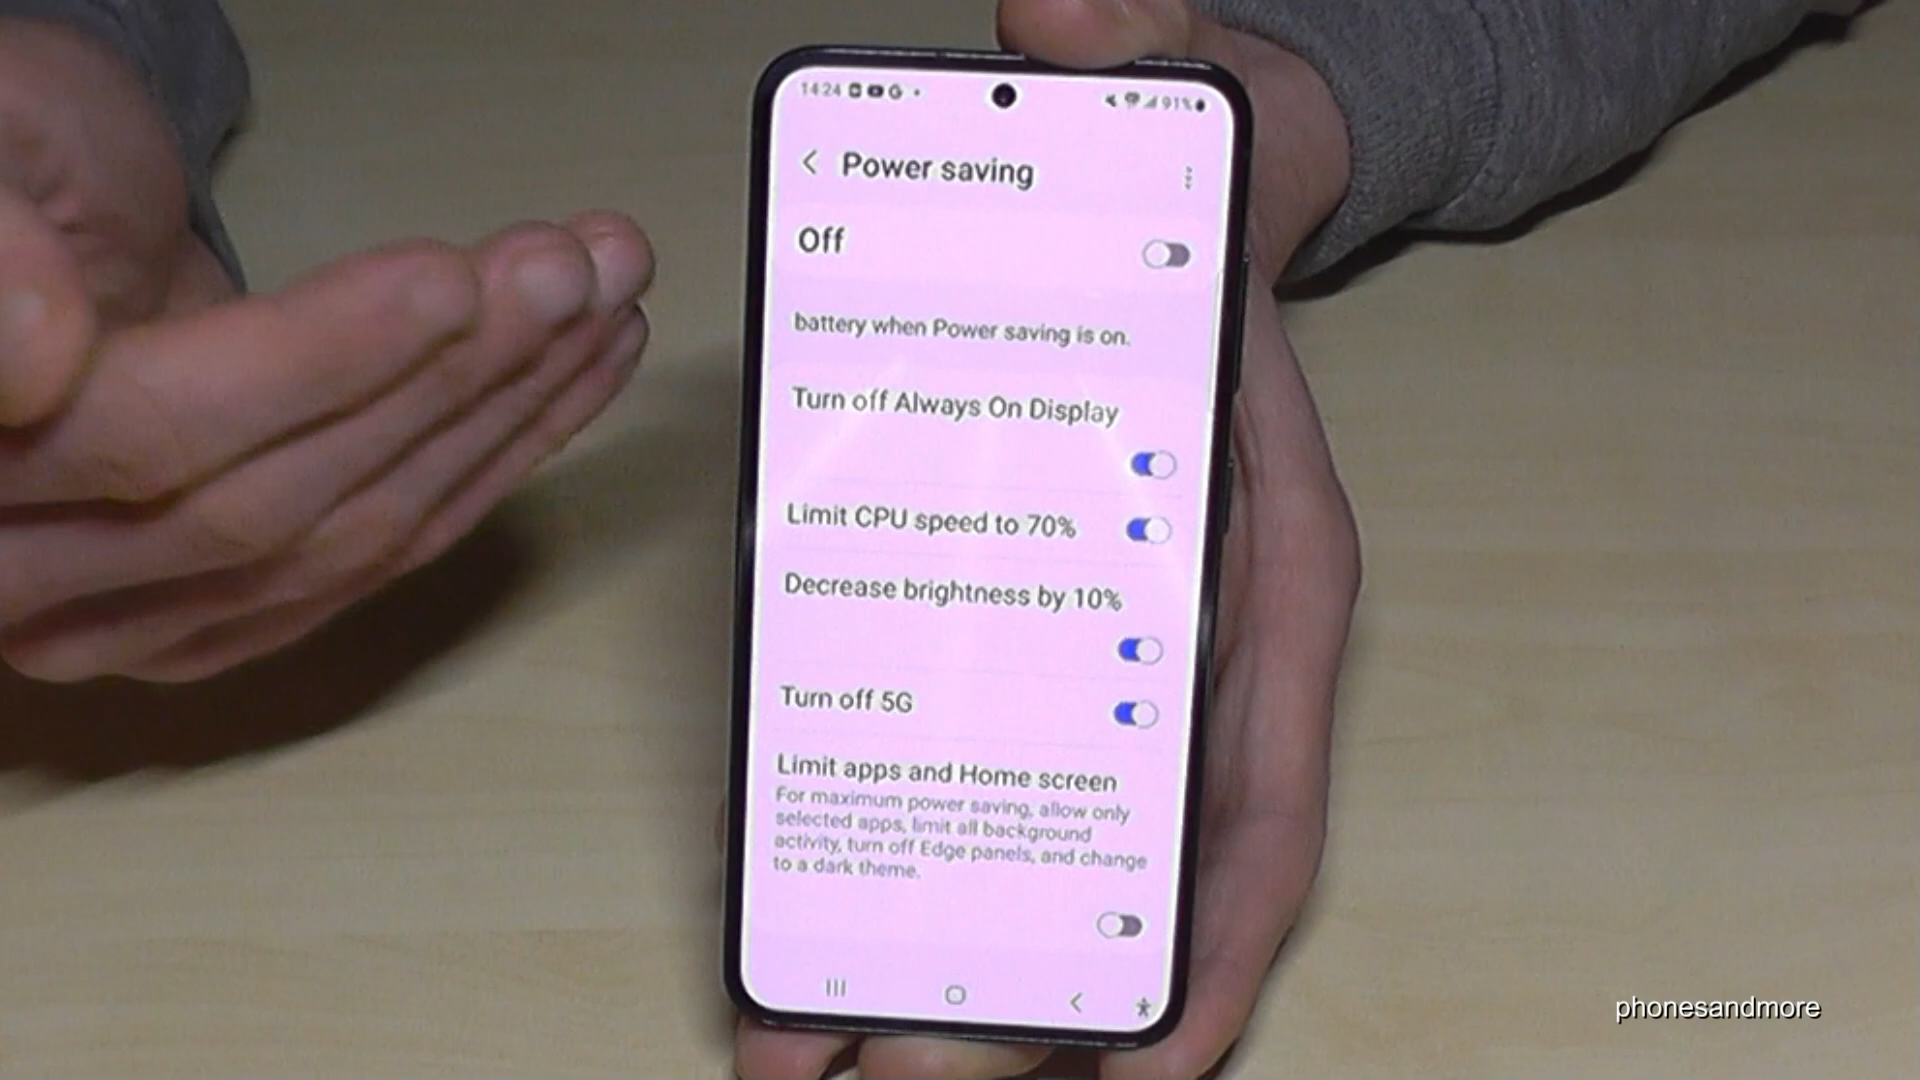 14:24 91%
Power saving
Off
battery when Power saving is on.
Turn off Always On Display
Limit CPU speed to 70%
Decrease brightness by 10%
Turn off 5G
Limit apps and Home screen
For maximum power saving, allow only
selected apps, limit all background
activity, turn off Edge panels, and change
to a dark theme.
phonesandmore